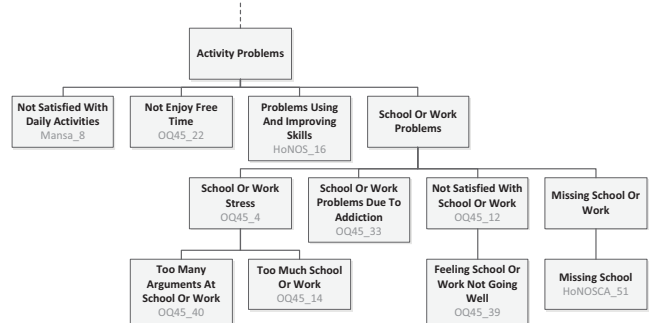 Activity Problems
Not Satisfied With
Daily Activities
Mansa_8
Not Enjoy Free
Time
OQ45_22
Problems Using
And Improving
Skills
HoNOS_16
School Or Work
Problems
School Or Work
Stress
OQ45_4
School Or Work
Problems Due To
Addiction
OQ45_33
Not Satisfied With
School Or Work
OQ45_12
Missing School Or
Work
Too Many
Arguments At
School Or Work
OQ45_40
Too Much School
Or Work
OQ45_14
Feeling School Or
Work Not Going
Well
OQ45_39
Missing School
HoNOSCA_51